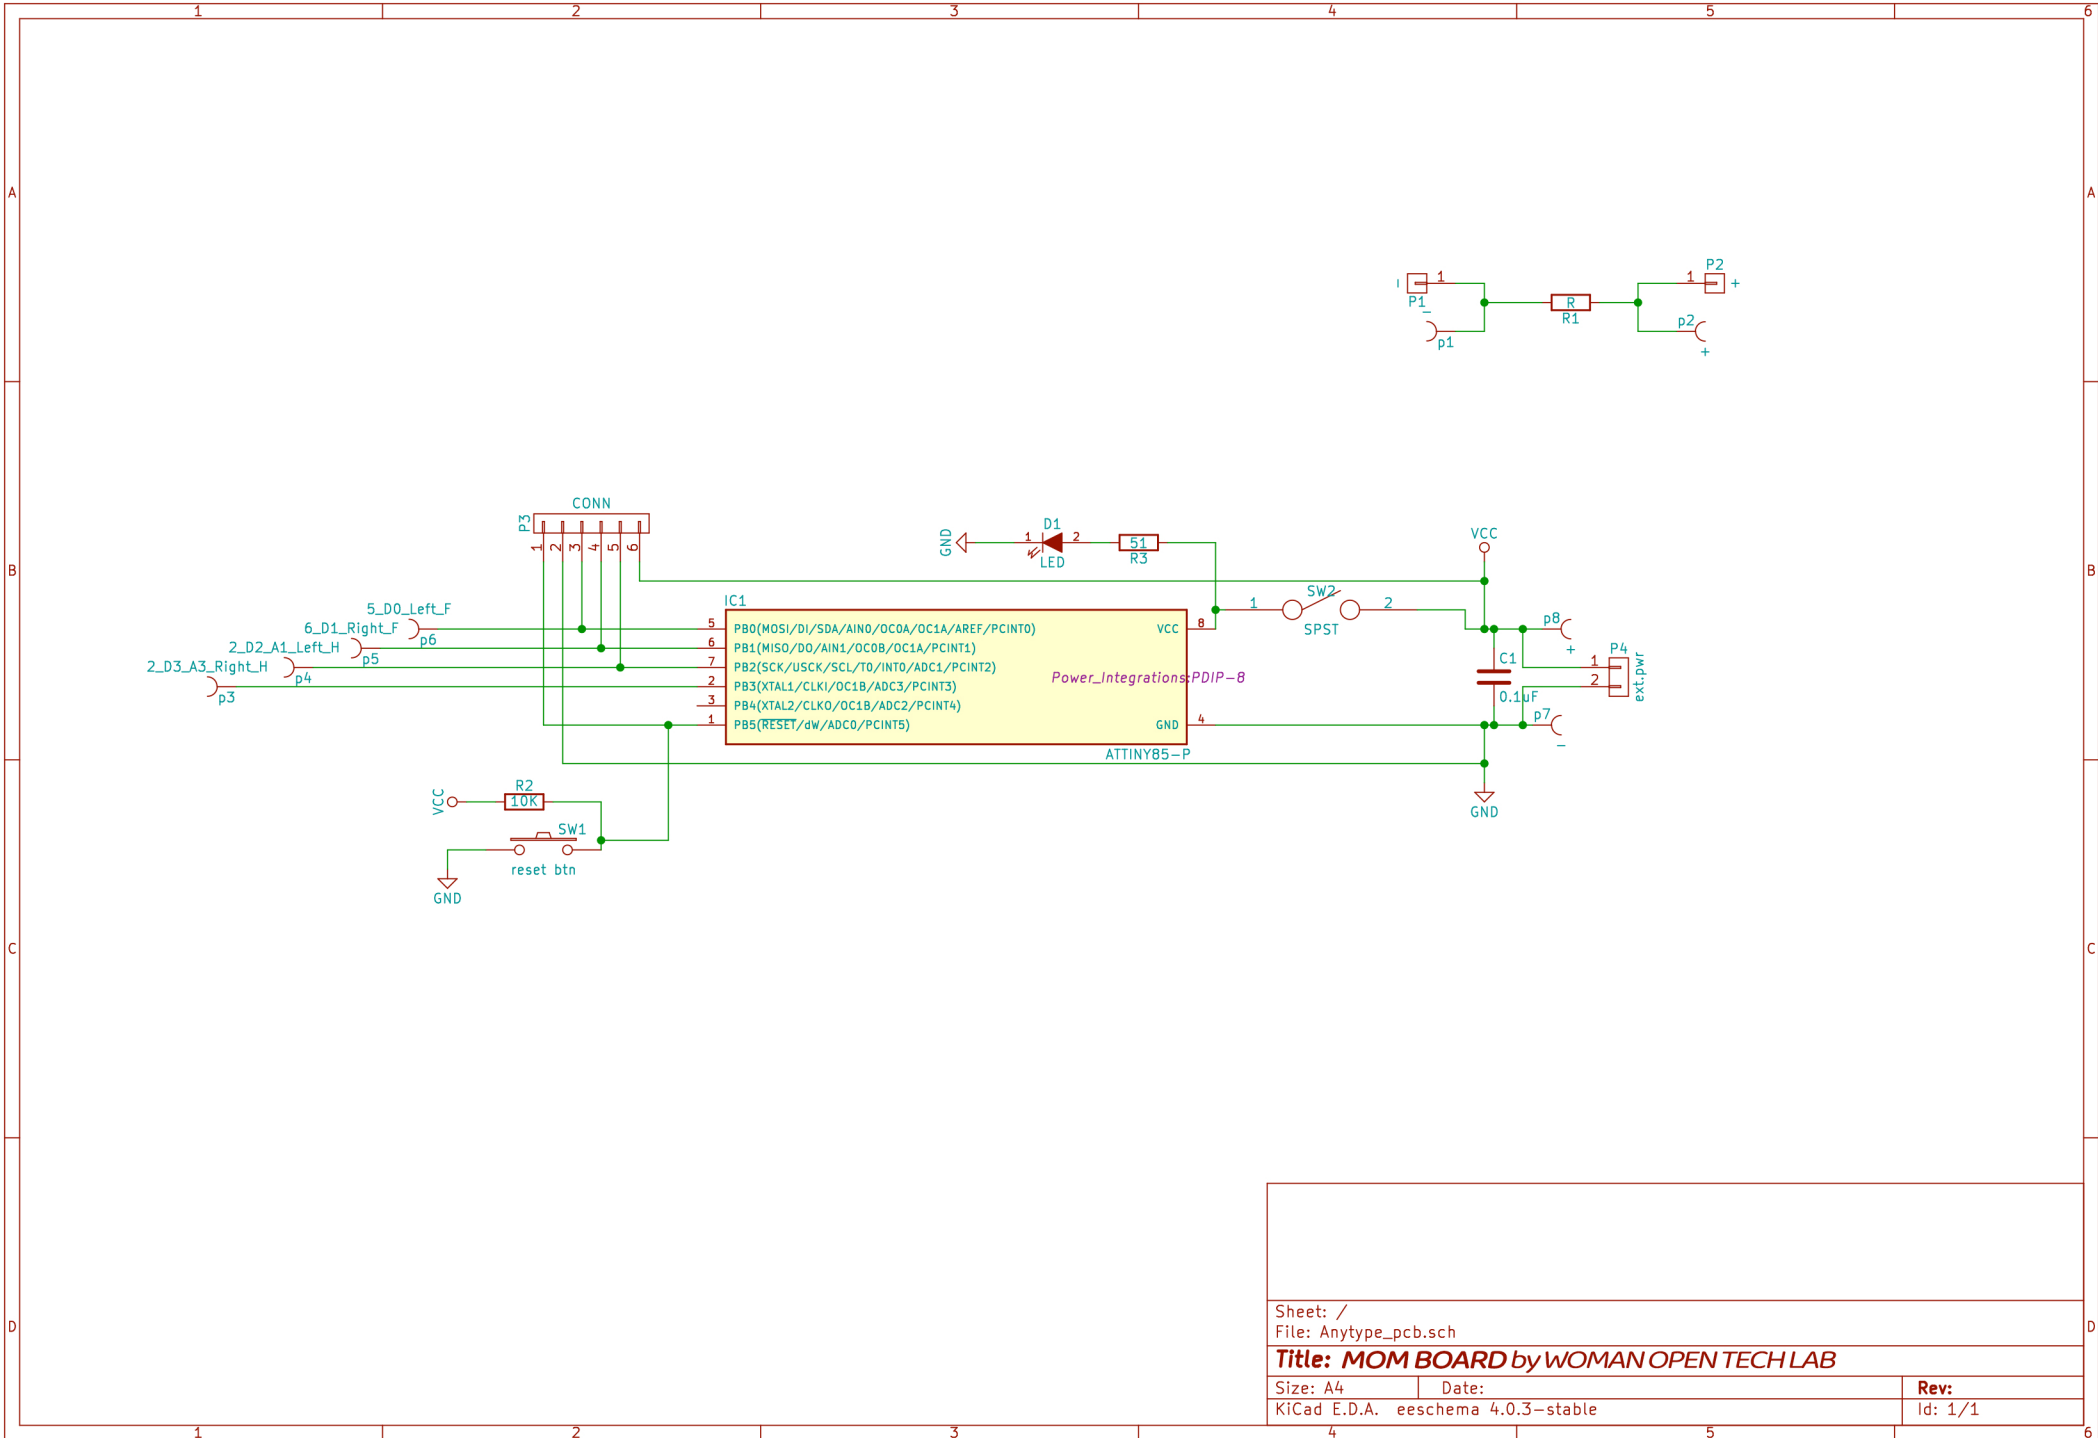 1 2 3 4 5 6
A A
1 P2
- 1 +
P1
- R p2
R1
p1 +
CONN
P3
1 2 3 4 5 6
GND D1
1 2 51
LED R3
VCC
B B
5_D0_Left_F
6_D1_Right_F p6
2_D2_A1_Left_H p5
2_D3_A3_Right_H p4
p3
IC1
SW2
1 2
SPST
5 PB0(MOSI/DI/SDA/AIN0/OC0A/OC1A/AREF/PCINT0) VCC 8
6 PB1(MISO/DO/AIN1/OC0B/OC1A/PCINT1)
7 PB2(SCK/USCK/SCL/T0/INT0/ADC1/PCINT2)
2 PB3(XTAL1/CLKI/OC1B/ADC3/PCINT3)
3 PB4(XTAL2/CLKO/OC1B/ADC2/PCINT4)
1 PB5(RESET/dW/ADC0/PCINT5) GND 4
Power_Integrations:PDIP-8
ATTINY85-P
p8
+
C1
0.1uF
P4
1
2
ext.pwr
p7
-
GND
VCC R2
10K
SW1
reset btn
GND
C C
D D
Sheet: /
File: Anytype_pcb.sch
Title: MOM BOARD by WOMAN OPEN TECH LAB
Size: A4 Date: Rev:
KiCad E.D.A. eeschema 4.0.3-stable Id: 1/1
1 2 3 4 5 6